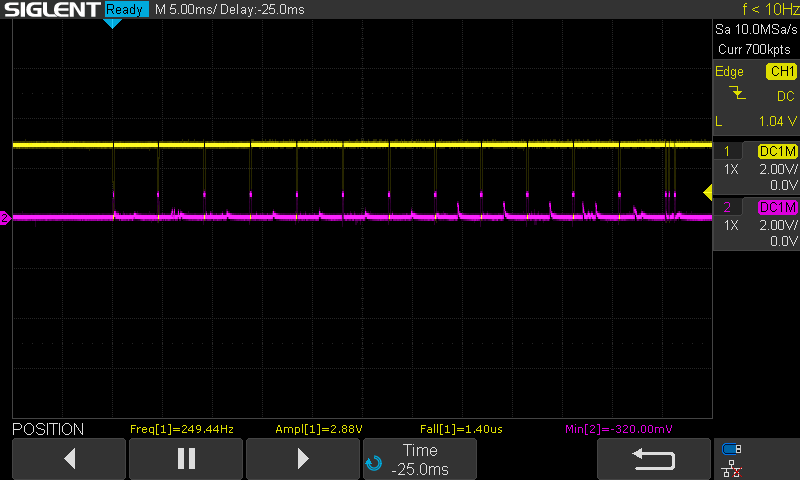 SIGLENT Ready M 5.00ms/ Delay:-25.0ms f < 10Hz
Sa 10.0MSa/s
Curr 700kpts
Edge CH1
DC
L 1.04 V
1 DC1M
1X 2.00V/
0.0V
2 DC1M
1X 2.00V/
0.0V
2
POSITION Freq[1]=249.44Hz Ampl[1]=2.88V Fall[1]=1.40us Min[2]=-320.00mV
Time
-25.0ms